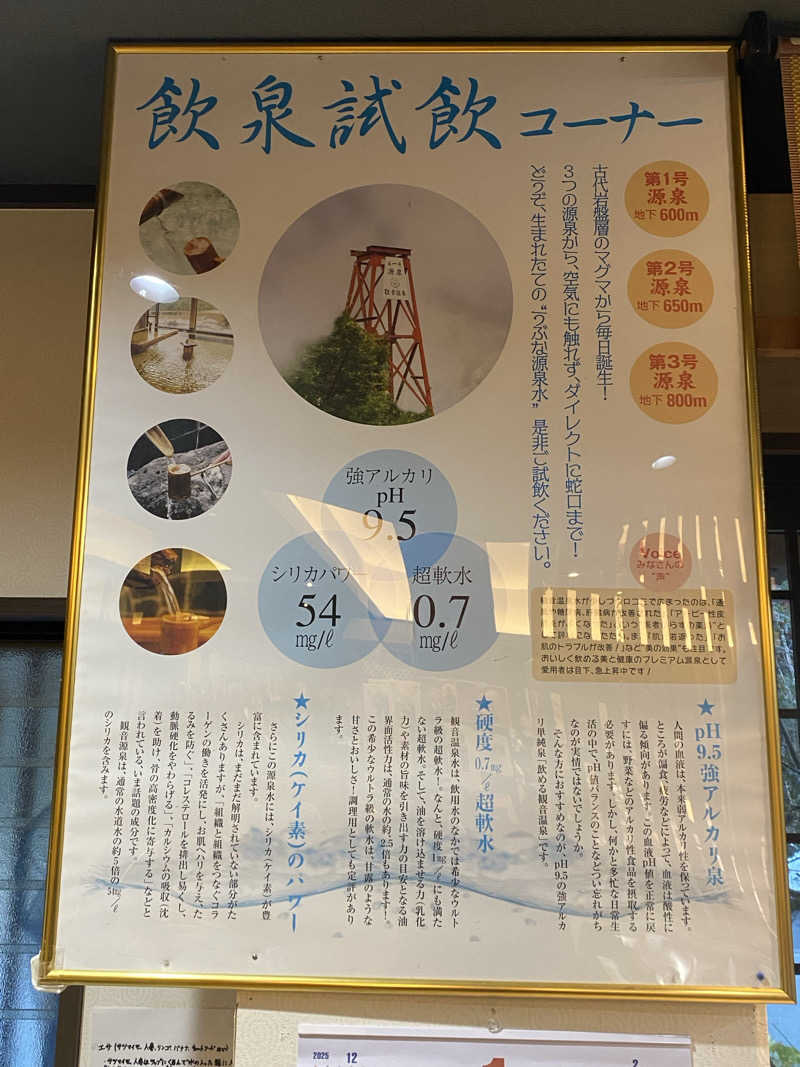 飲泉試飲コーナー
第1号
源泉
地下600m
第2号
源泉
地下650m
第3号
源泉
地下800m
古代岩盤層のマグマから毎日誕生！
3つの源泉から、空気にも触れず、ダイレクトに蛇口まで！
どうぞ、生まれたての“うぶな源泉水”是非ご試飲ください。
源泉
観音温泉
強アルカリ
pH
9.5
シリカパワー
54
mg/ℓ
超軟水
0.7
mg/ℓ
Voice
みなさんの
“声”
おいしく飲める美と健康のプレミアム源泉として
愛用者は目下、急上昇中です！
★pH9.5強アルカリ泉
人間の血液は、本来弱アルカリ性を保っています。
ところが偏食、疲労などによって、血液は酸性に
偏る傾向があります。この血液pH値を正常に戻
すには、野菜などのアルカリ性食品を摂取する
必要があります。しかし、何かと多忙な日常生
活の中で、pH値バランスのことなどつい忘れがち
なのが実情ではないでしょうか。
そんな方におすすめなのが、pH9.5の強アルカ
リ単純泉「飲める観音温泉」です。
★硬度0.7mg/ℓ超軟水
観音温泉水は、飲用水のなかでは希少なウルト
ラ級の超軟水！。なんと、硬度1mg/ℓにも満た
ない超軟水。そして、油を溶け込ませる力（乳化
力）や素材の旨味を引き出す力の目安となる油
界面活性力は、通常の水の約2.5倍もあります！。
この希少なウルトラ級の軟水は、甘露のような
甘さとおいしさ！調理用としても定評があり
ます。
★シリカ（ケイ素）のパワー
さらにこの源泉水には、シリカ（ケイ素）が豊
富に含まれています。
シリカは、まだまだ解明されていない部分がた
くさんありますが、「組織と組織をつなぐコラ
ーゲンの働きを活発にし、お肌へハリを与え、た
るみを防ぐ」、「コレステロールを排出し易くし、
動脈硬化をやわらげる」、「カルシウムの吸収（沈
着）を助け、骨の高密度化に寄与する」などと
言われている、いま話題の成分です。
観音源泉は、通常の水道水の約5倍の54mg/ℓ
のシリカを含みます。
2025 12
1
2